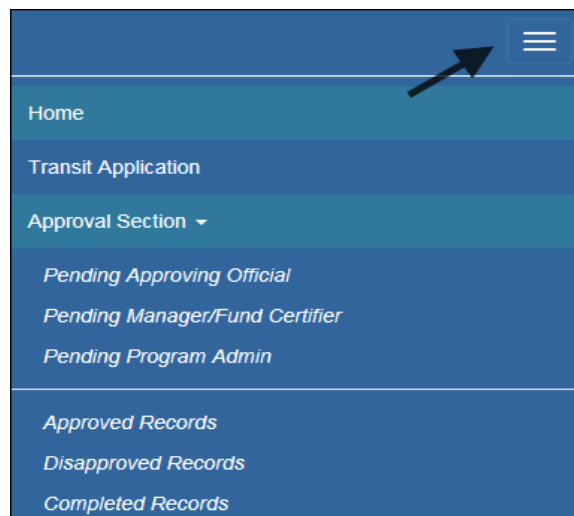 Home
Transit Application
Approval Section
Pending Approving Official
Pending Manager/Fund Certifier
Pending Program Admin
Approved Records
Disapproved Records
Completed Records